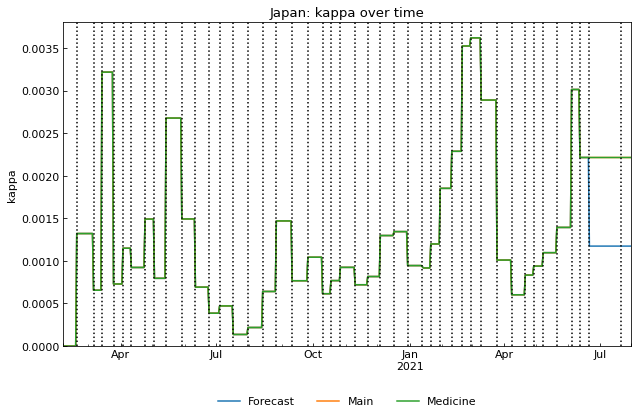 Japan: kappa over time
kappa
0.0035
0.0030
0.0025
0.0020
0.0015
0.0010
0.0005
0.0000
Apr Jul Oct Jan Apr Jul
2021
Forecast Main Medicine